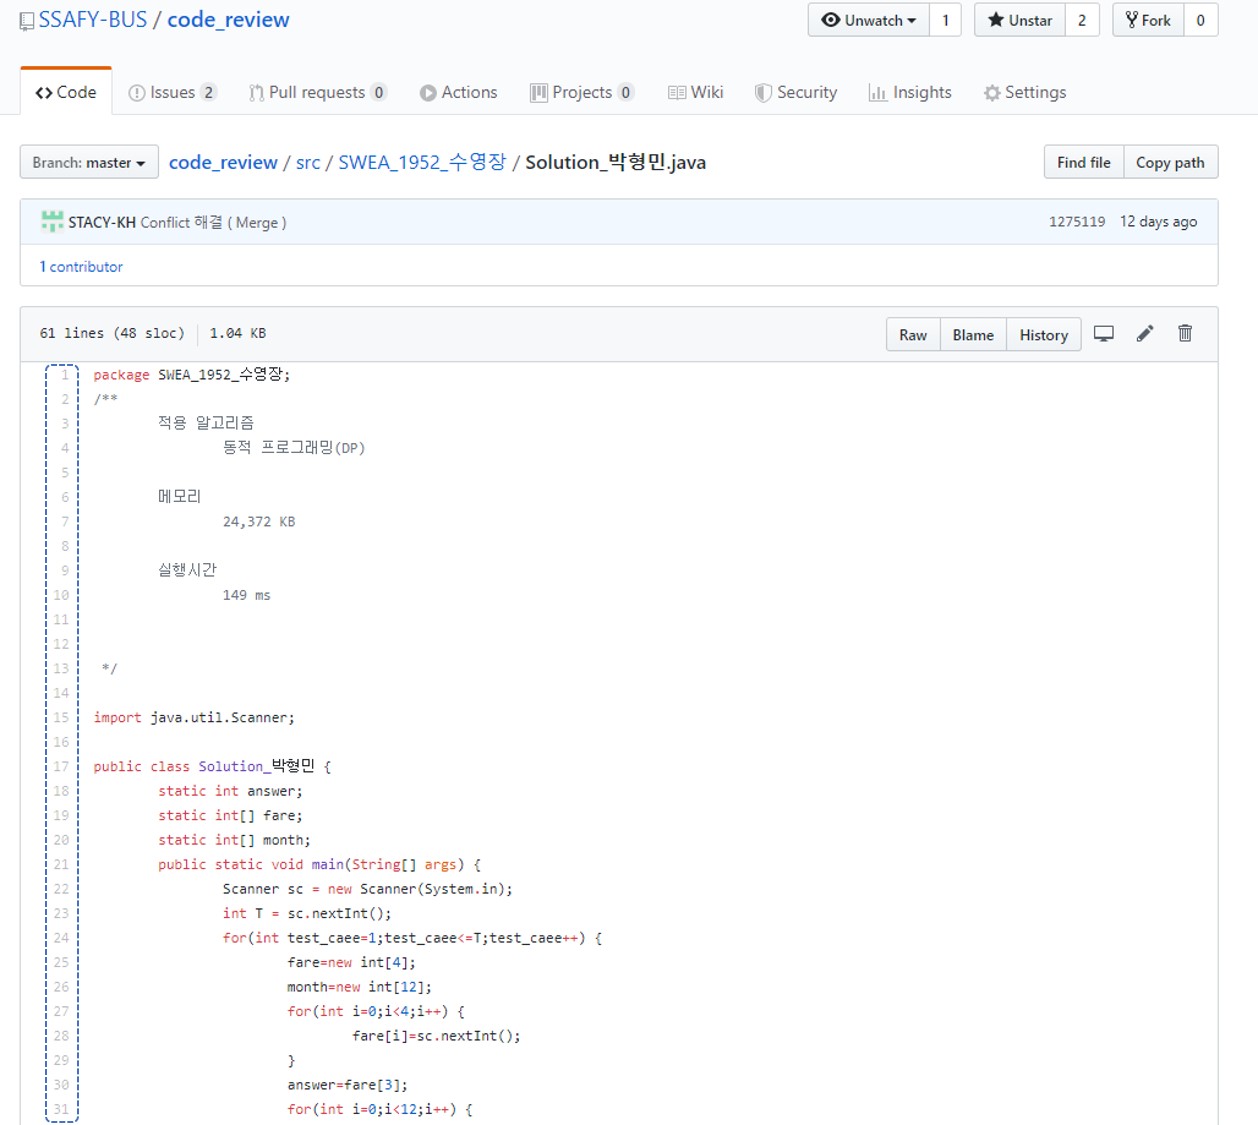 SSAFY-BUS / code_review
Unwatch 1 Unstar 2 Fork 0
Code Issues 2 Pull requests 0 Actions Projects 0 Wiki Security Insights Settings
Branch: master code_review / src / SWEA_1952_수영장 / Solution_박형민.java Find file Copy path
STACY-KH Conflict 해결 ( Merge ) 1275119 12 days ago
1 contributor
61 lines (48 sloc) 1.04 KB Raw Blame History
1 package SWEA_1952_수영장;
2 /**
3 적용 알고리즘
4 동적 프로그래밍(DP)
5
6 메모리
7 24,372 KB
8
9 실행시간
10 149 ms
11
12
13 */
14
15 import java.util.Scanner;
16
17 public class Solution_박형민 {
18 static int answer;
19 static int[] fare;
20 static int[] month;
21 public static void main(String[] args) {
22 Scanner sc = new Scanner(System.in);
23 int T = sc.nextInt();
24 for(int test_caee=1;test_caee<=T;test_caee++) {
25 fare=new int[4];
26 month=new int[12];
27 for(int i=0;i<4;i++) {
28 fare[i]=sc.nextInt();
29 }
30 answer=fare[3];
31 for(int i=0;i<12;i++) {